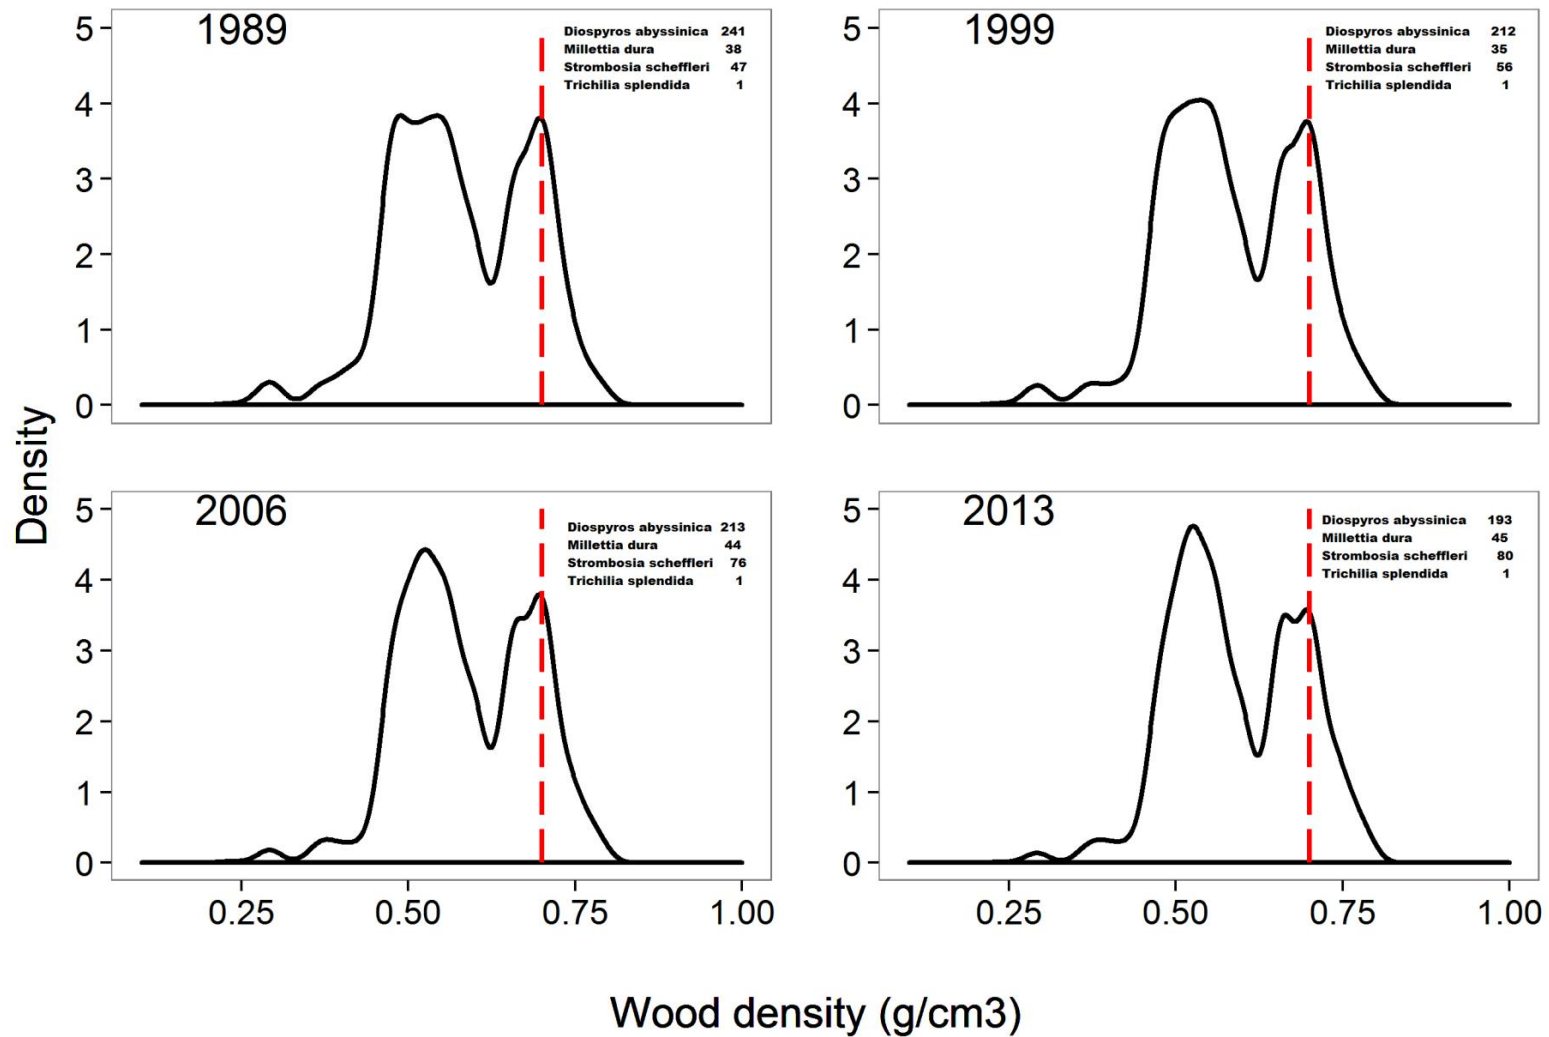 1989
Diospyros abyssinica 241
Millettia dura 38
Strombosia scheffleri 47
Trichilia splendida 1
5
4
3
2
1
0
1999
Diospyros abyssinica 212
Millettia dura 35
Strombosia scheffleri 56
Trichilia splendida 1
5
4
3
2
1
0
Density
2006
Diospyros abyssinica 213
Millettia dura 44
Strombosia scheffleri 76
Trichilia splendida 1
5
4
3
2
1
0
0.25 0.50 0.75 1.00
2013
Diospyros abyssinica 193
Millettia dura 45
Strombosia scheffleri 80
Trichilia splendida 1
5
4
3
2
1
0
0.25 0.50 0.75 1.00
Wood density (g/cm3)